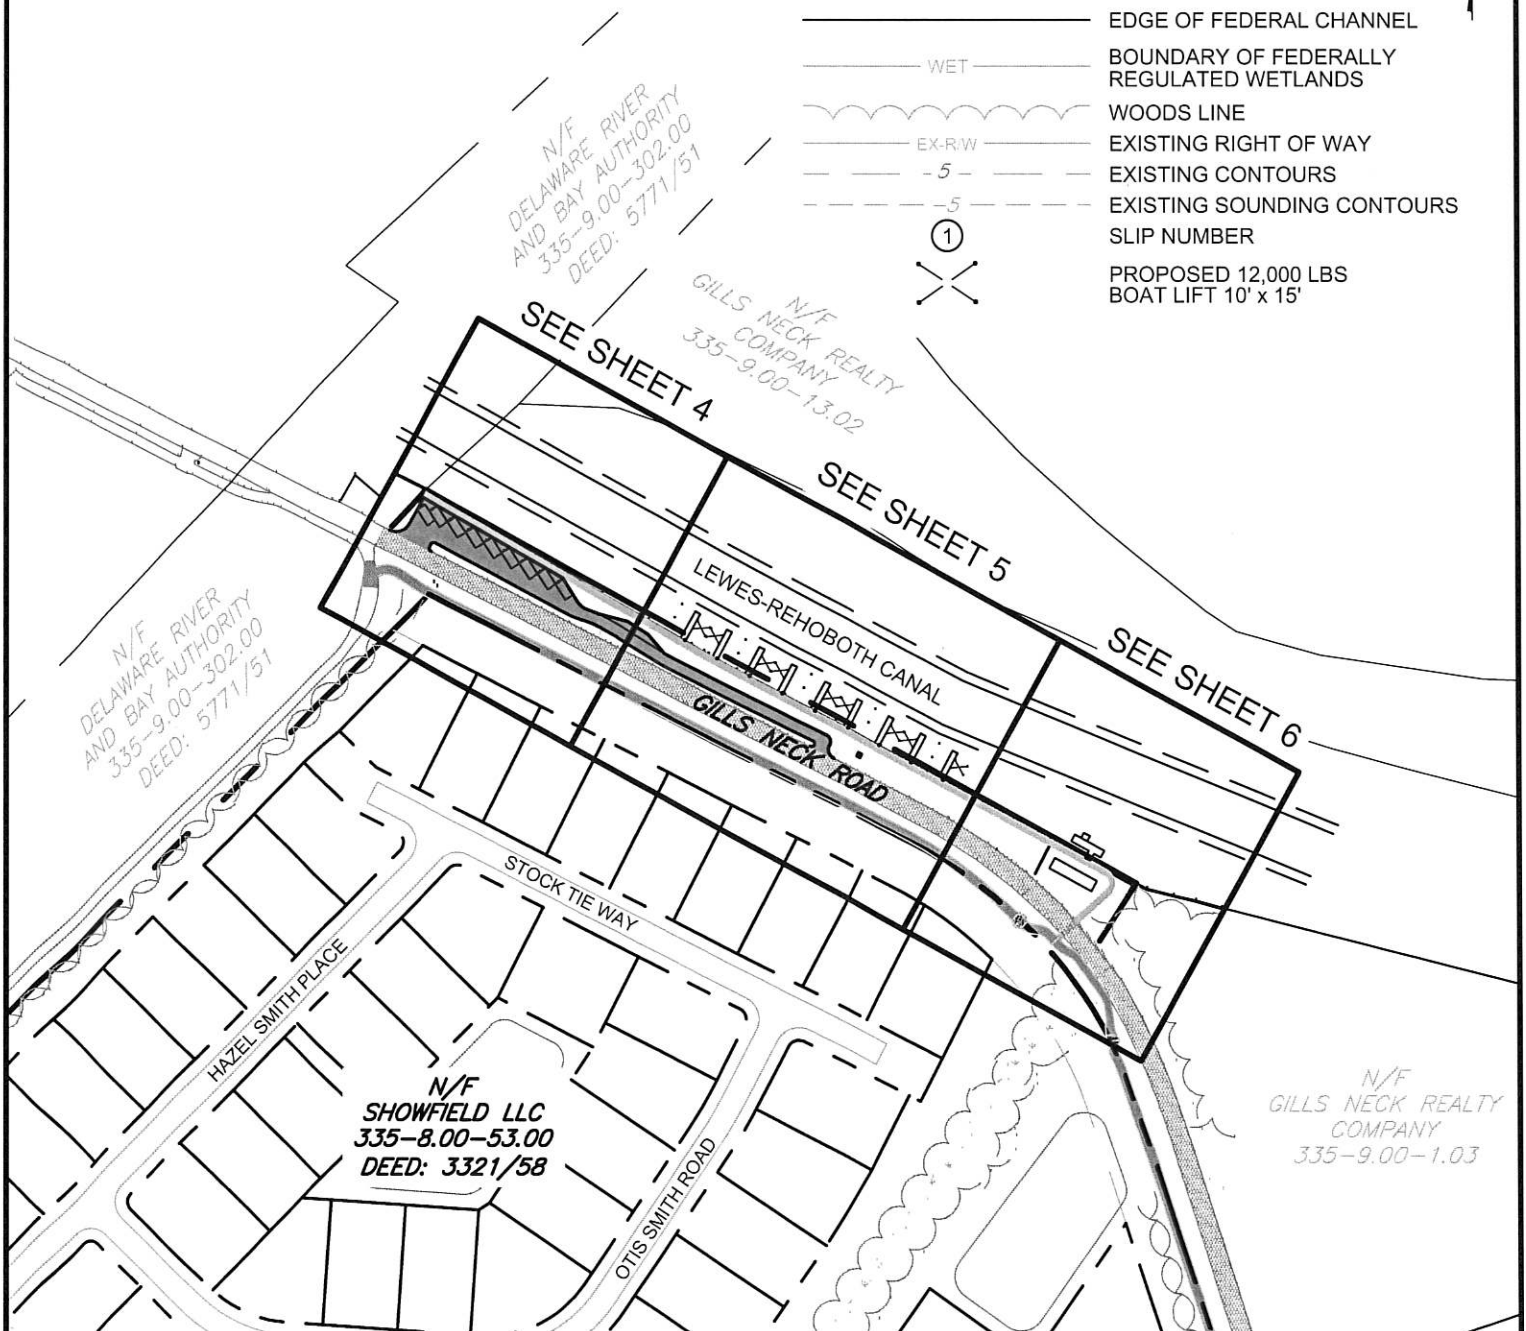 EDGE OF FEDERAL CHANNEL
WET
BOUNDARY OF FEDERALLY
REGULATED WETLANDS
WOODS LINE
EX-R/W
EXISTING RIGHT OF WAY
5
EXISTING CONTOURS
-5
EXISTING SOUNDING CONTOURS
1
SLIP NUMBER
PROPOSED 12,000 LBS
BOAT LIFT 10' x 15'
N/F
DELAWARE RIVER
AND BAY AUTHORITY
335-9.00-302.00
DEED: 5771/51
N/F
GILLS NECK REALTY
COMPANY
335-9.00-13.02
SEE SHEET 4
SEE SHEET 5
SEE SHEET 6
LEWES-REHOBOTH CANAL
GILLS NECK ROAD
N/F
DELAWARE RIVER
AND BAY AUTHORITY
335-9.00-302.00
DEED: 5771/51
STOCK TIE WAY
HAZEL SMITH PLACE
N/F
SHOWFIELD LLC
335-8.00-53.00
DEED: 3321/58
OTIS SMITH ROAD
N/F
GILLS NECK REALTY
COMPANY
335-9.00-1.03